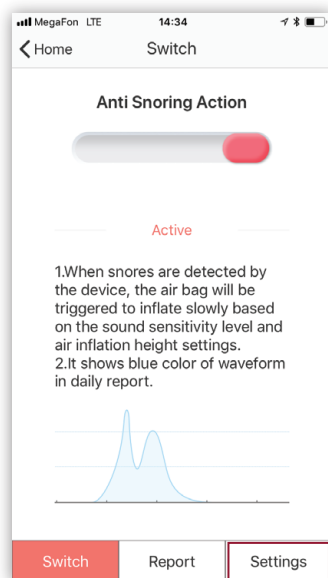 MegaFon LTE 14:34
Home Switch
Anti Snoring Action
Active
1.When snores are detected by
the device, the air bag will be
triggered to inflate slowly based
on the sound sensitivity level and
air inflation height settings.
2.It shows blue color of waveform
in daily report.
Switch Report Settings